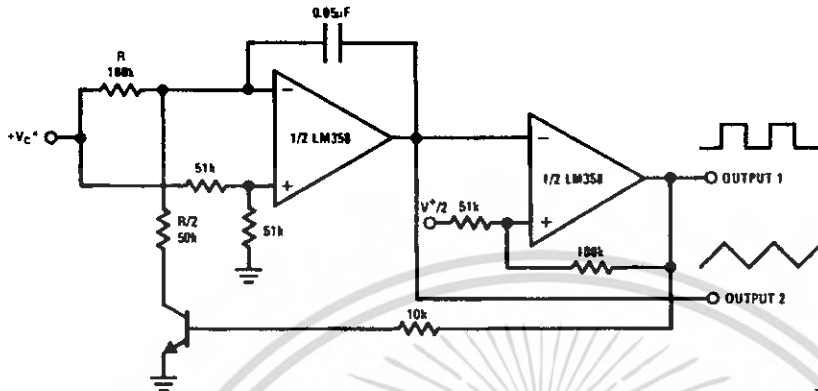 0.05µF
R
100k
+VC*
1/2 LM358
51k
51k
R/2
50k
V+/2
51k
1/2 LM358
100k
OUTPUT 1
OUTPUT 2
10k